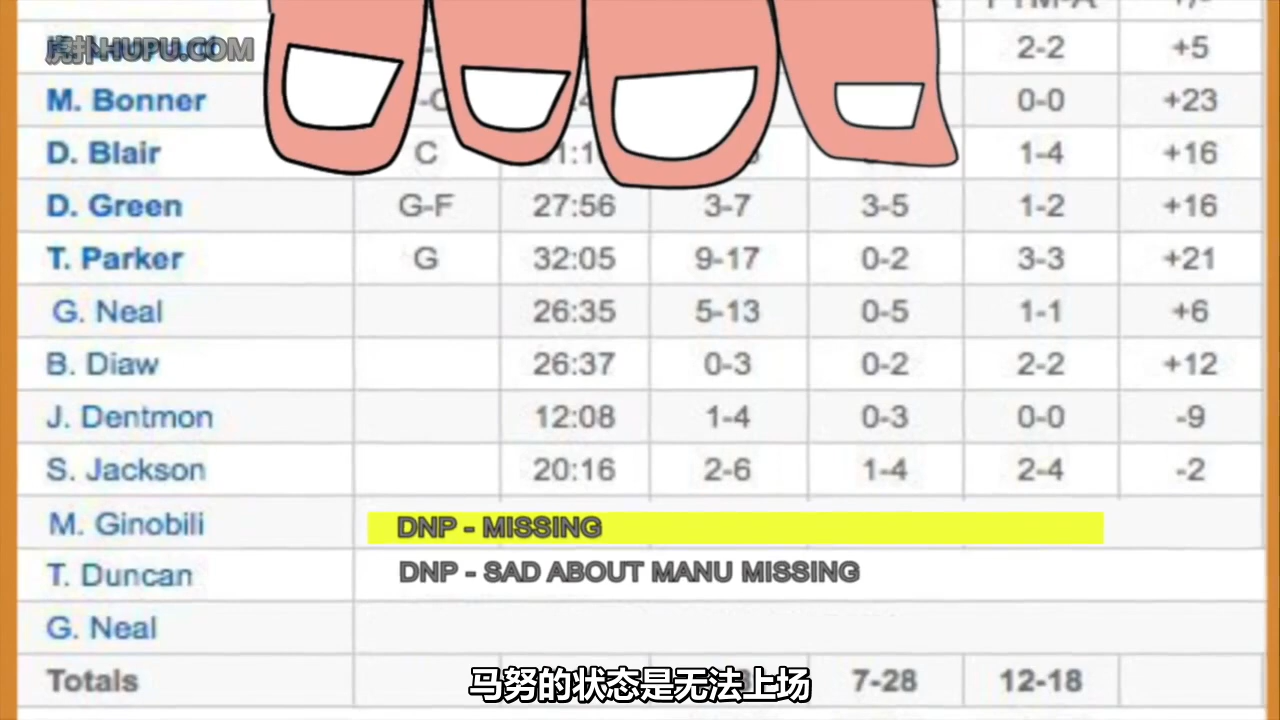 虎扑HUPU.COM 2-2 +5
M. Bonner 0-0 +23
D. Blair C 1-4 +16
D. Green G-F 27:56 3-7 3-5 1-2 +16
T. Parker G 32:05 9-17 0-2 3-3 +21
G. Neal 26:35 5-13 0-5 1-1 +6
B. Diaw 26:37 0-3 0-2 2-2 +12
J. Dentmon 12:08 1-4 0-3 0-0 -9
S. Jackson 20:16 2-6 1-4 2-4 -2
M. Ginobili DNP - MISSING
T. Duncan DNP - SAD ABOUT MANU MISSING
G. Neal
Totals 7-28 12-18
马努的状态是无法上场